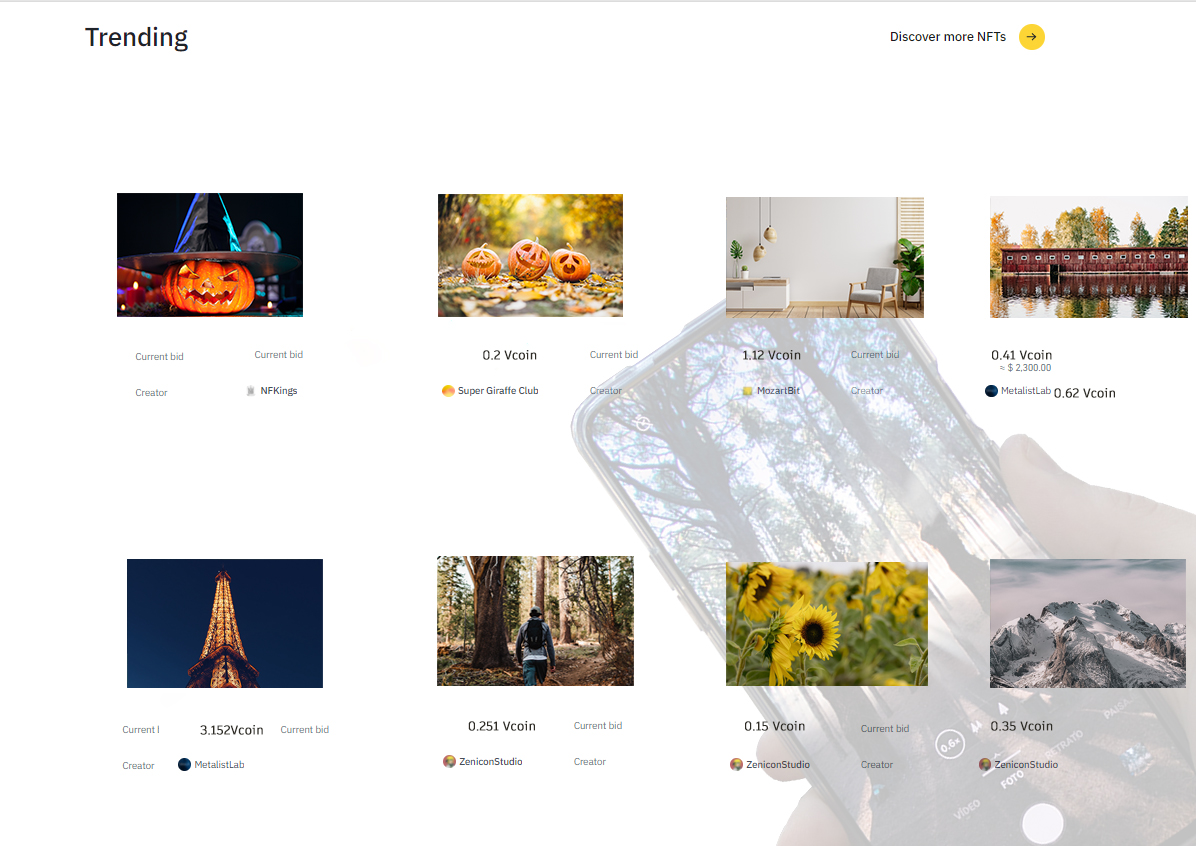 Trending
Discover more NFTs
Current bid
Current bid
0.2 Vcoin
Current bid
1.12 Vcoin
Current bid
0.41 Vcoin
≈ $ 2,300.00
Creator
NFKings
Super Giraffe Club
Creator
MozartBit
Creator
MetalistLab
0.62 Vcoin
Current l
3.152Vcoin
Current bid
0.251 Vcoin
Current bid
0.15 Vcoin
Current bid
0.35 Vcoin
Creator
MetalistLab
ZeniconStudio
Creator
ZeniconStudio
Creator
ZeniconStudio
0.6×
VÍDEO
FOTO
RETRATO